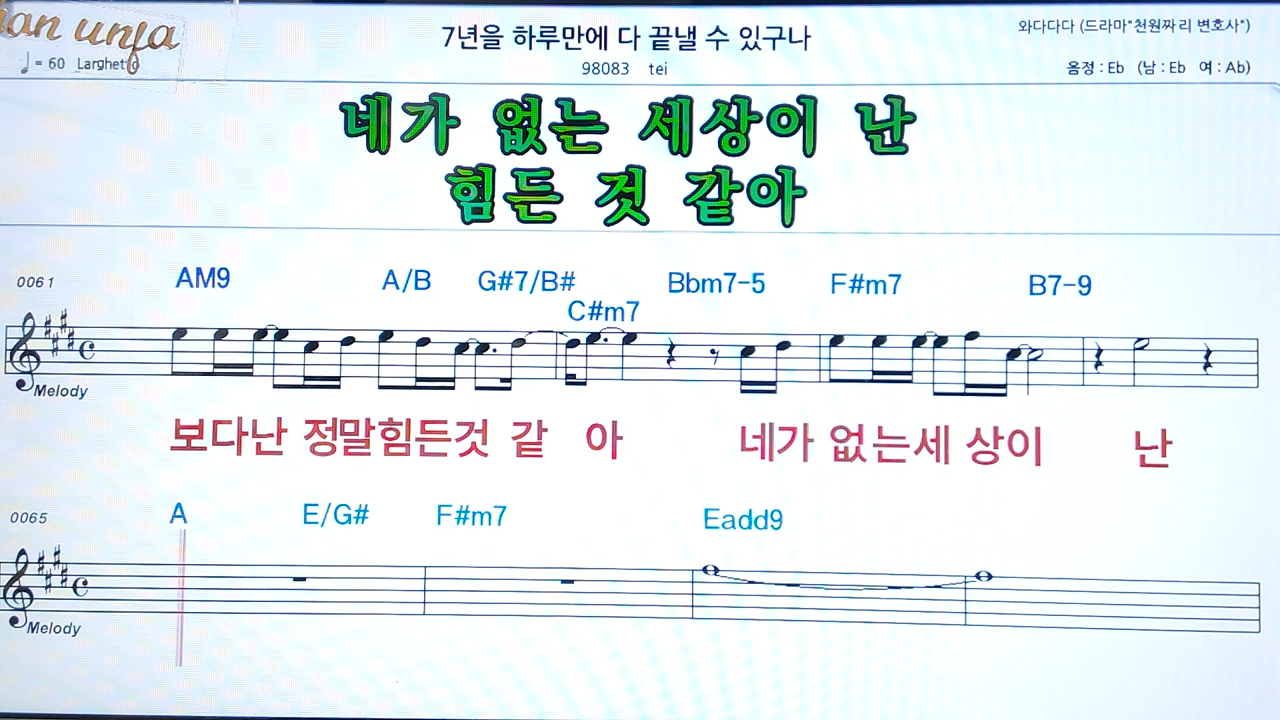 7년을 하루만에 다 끝낼 수 있구나
와다다다 (드라마"천원짜리 변호사")
♩ = 60 Larghetto
98083 tei
음정 : Eb (남 : Eb 여 : Ab)
네가 없는 세상이 난
힘든 것 같아
0061 AM9 A/B G#7/B# C#m7 Bbm7-5 F#m7 B7-9
Melody
보다난 정말힘든것 같 아 네가 없는세 상이 난
0065 A E/G# F#m7 Eadd9
Melody